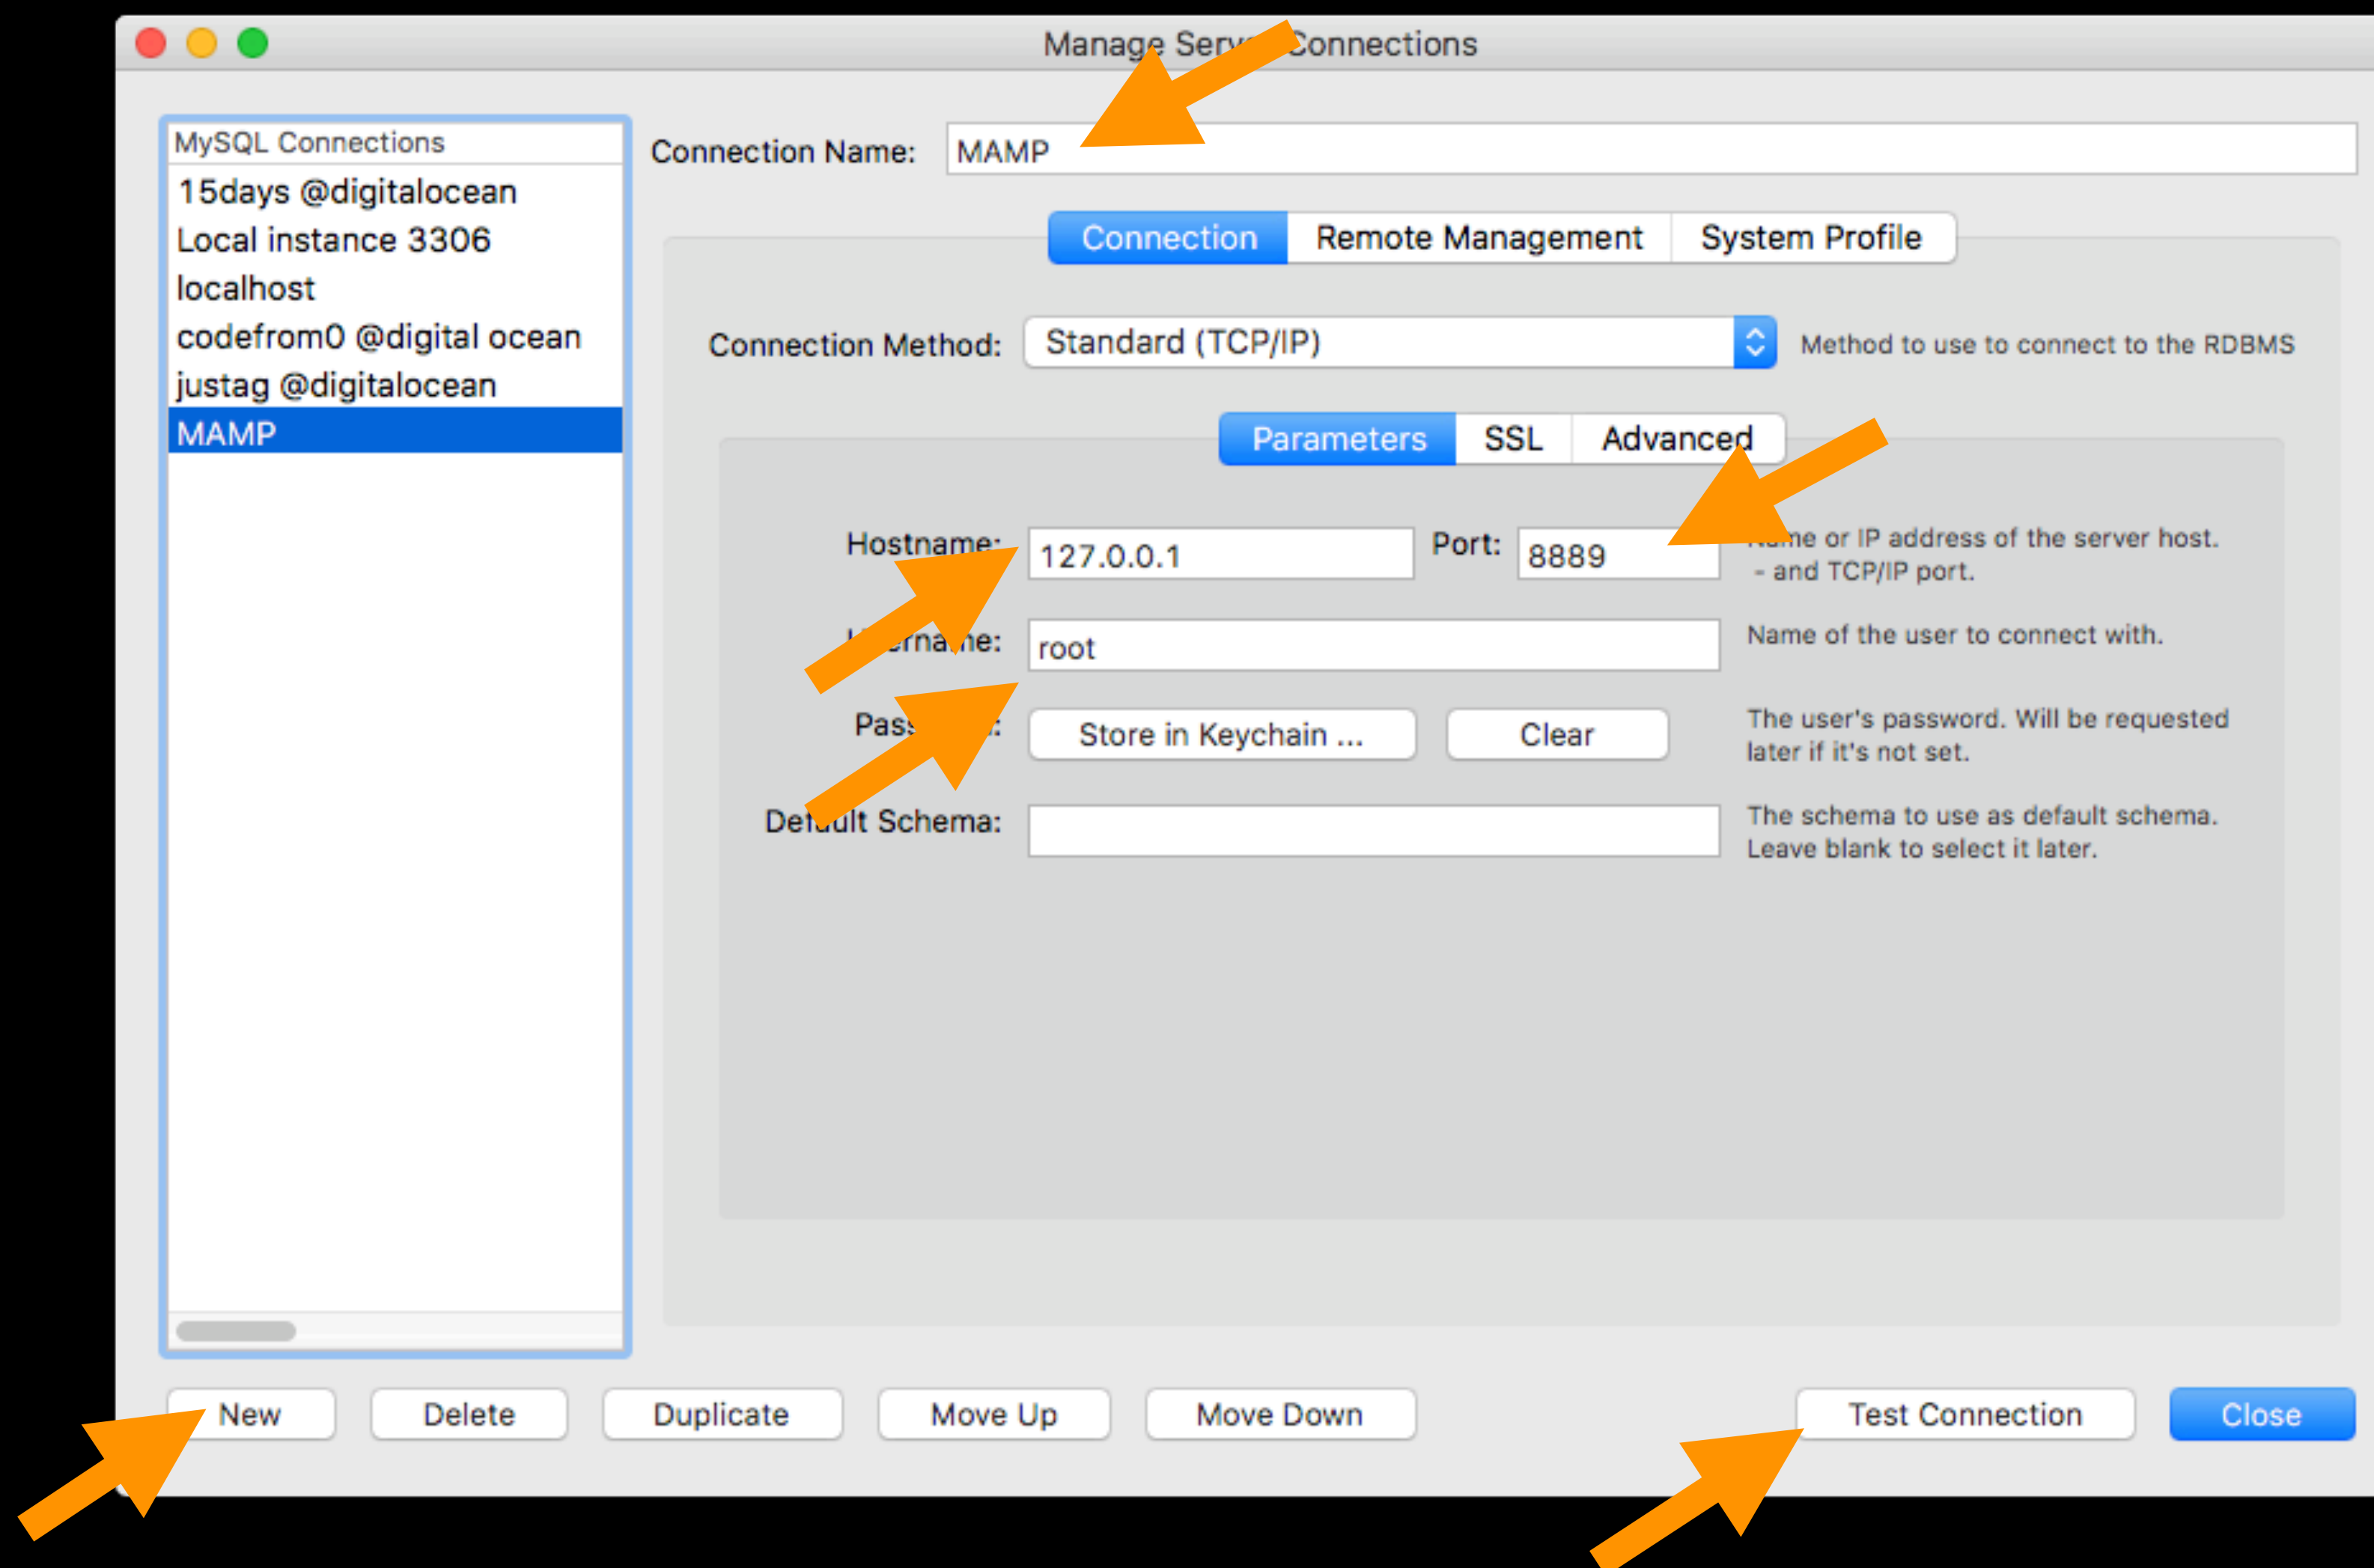 Manage Server Connections
MySQL Connections
15days @digitalocean
Local instance 3306
localhost
codefrom0 @digital ocean
justag @digitalocean
MAMP
Connection Name: MAMP
Connection Remote Management System Profile
Connection Method: Standard (TCP/IP) Method to use to connect to the RDBMS
Parameters SSL Advanced
Hostname: 127.0.0.1 Port: 8889 Name or IP address of the server host.
- and TCP/IP port.
Username: root Name of the user to connect with.
Password: Store in Keychain ... Clear The user's password. Will be requested
later if it's not set.
Default Schema: The schema to use as default schema.
Leave blank to select it later.
New Delete Duplicate Move Up Move Down Test Connection Close